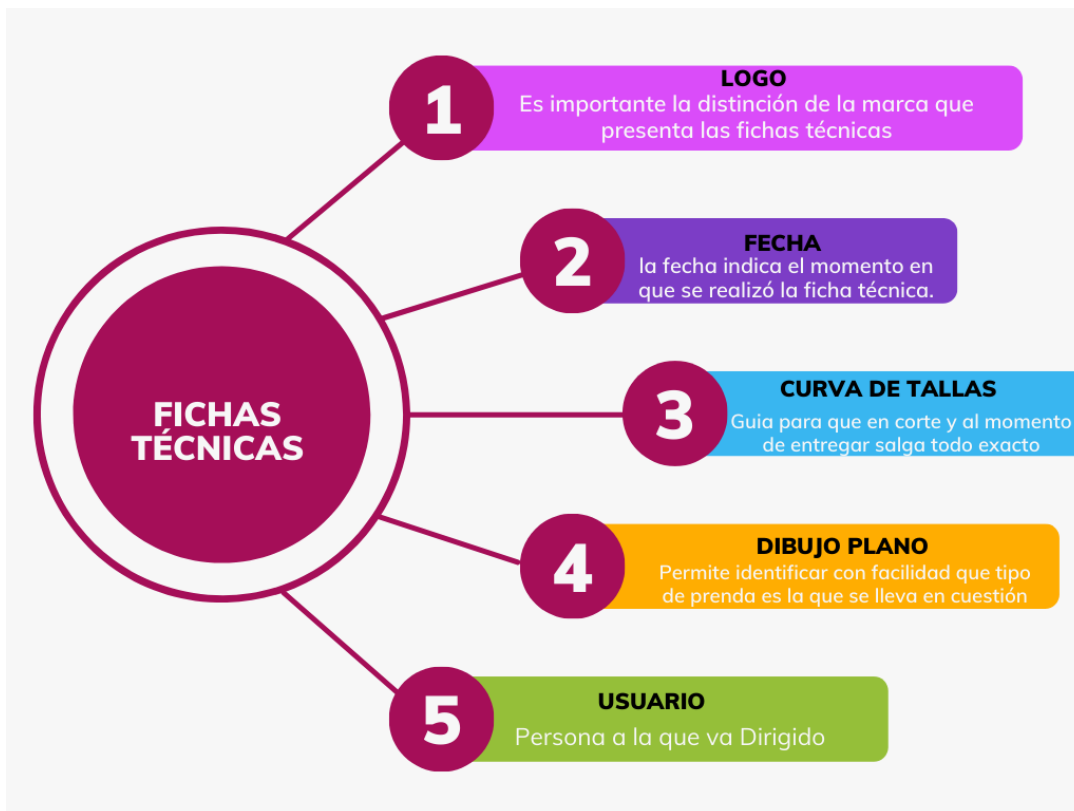 1
LOGO
Es importante la distinción de la marca que
presenta las fichas técnicas
2
FECHA
la fecha indica el momento en
que se realizó la ficha técnica.
FICHAS
TÉCNICAS
3
CURVA DE TALLAS
Guia para que en corte y al momento
de entregar salga todo exacto
4
DIBUJO PLANO
Permite identificar con facilidad que tipo
de prenda es la que se lleva en cuestión
5
USUARIO
Persona a la que va Dirigido